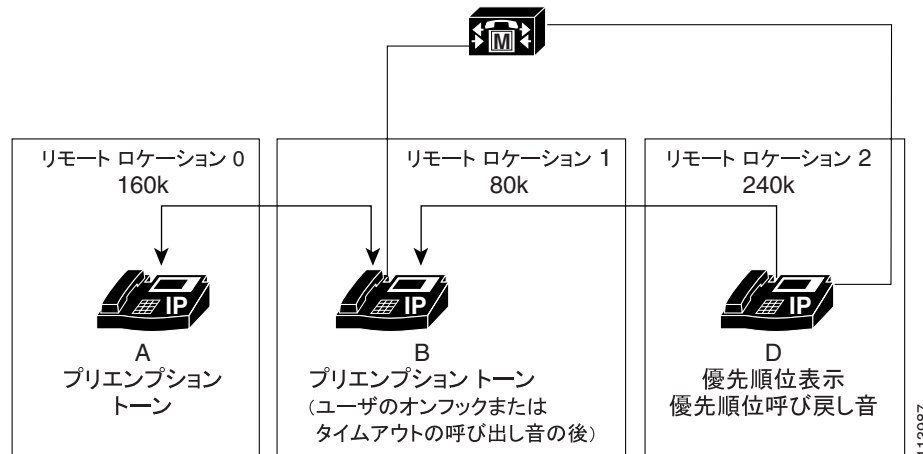 M
リモート ロケーション 0
160k
リモート ロケーション 1
80k
リモート ロケーション 2
240k
IP
IP
IP
A
プリエンプション
トーン
B
プリエンプション トーン
（ユーザのオンフックまたは
タイムアウトの呼び出し音の後）
D
優先順位表示
優先順位呼び戻し音